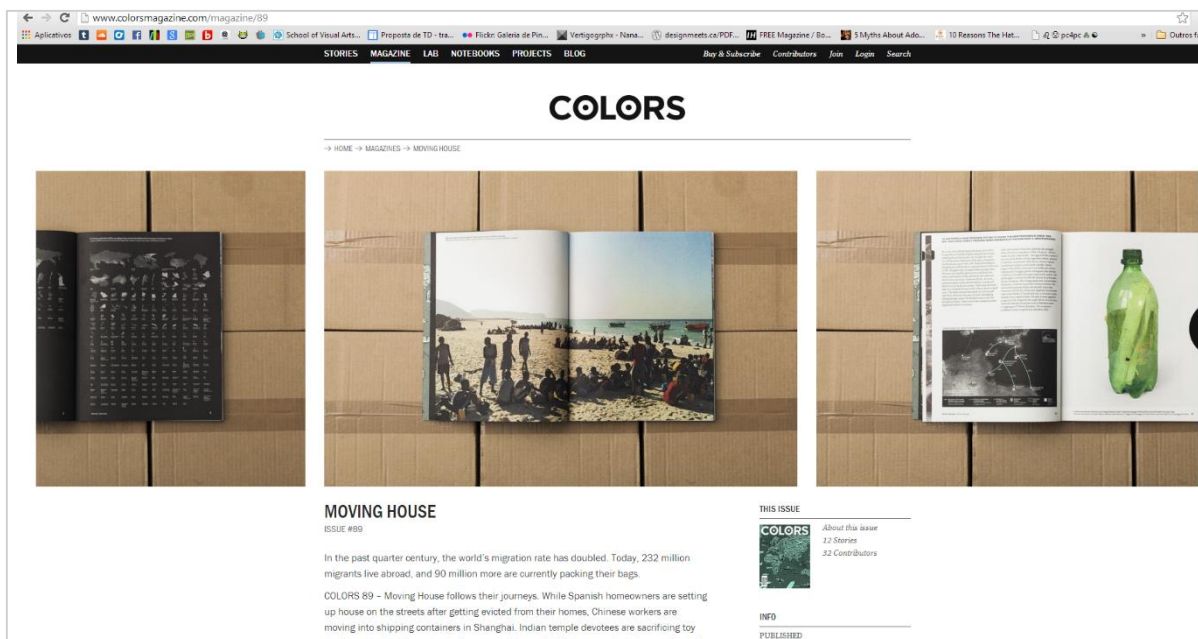 www.colorsmagazine.com/magazine/89
Aplicativos School of Visual Arts... Proposta de TD - tra... Flickr: Galeria de Pin... Vertigogrphx - Nana... designmeets.ca/PDF... FREE Magazine / Bo... 5 Myths About Ado... 10 Reasons The Hat... pc4pc & » Outros f
STORIES MAGAZINE LAB NOTEBOOKS PROJECTS BLOG Buy & Subscribe Contributors Join Login Search
COLORS
→ HOME → MAGAZINES → MOVING HOUSE
MOVING HOUSE
ISSUE #89
In the past quarter century, the world's migration rate has doubled. Today, 232 million
migrants live abroad, and 90 million more are currently packing their bags.
COLORS 89 – Moving House follows their journeys. While Spanish homeowners are setting
up house on the streets after getting evicted from their homes, Chinese workers are
moving into shipping containers in Shanghai. Indian temple devotees are sacrificing toy
THIS ISSUE
COLORS
About this issue
12 Stories
32 Contributors
INFO
PUBLISHED